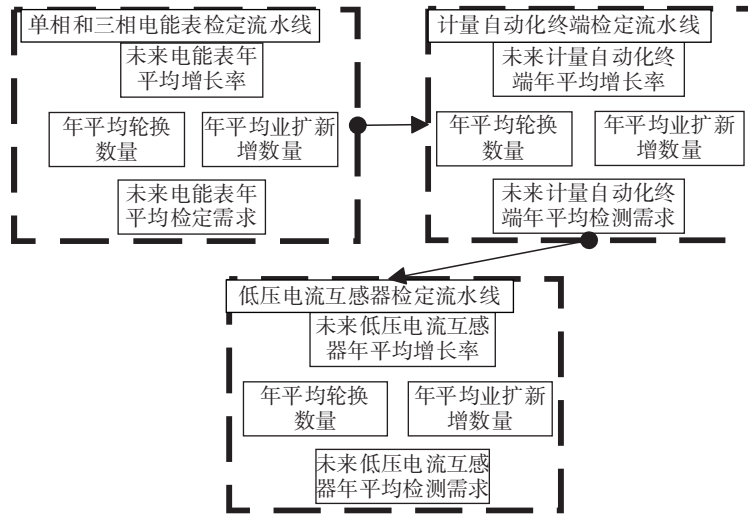 单相和三相电能表检定流水线
未来电能表年
平均增长率
年平均轮换
数量
年平均业扩新
增数量
未来电能表年
平均检定需求
计量自动化终端检定流水线
未来计量自动化终
端年平均增长率
年平均轮换
数量
年平均业扩新
增数量
未来计量自动化终
端年平均检测需求
低压电流互感器检定流水线
未来低压电流互感
器年平均增长率
年平均轮换
数量
年平均业扩新
增数量
未来低压电流互感
器年平均检测需求